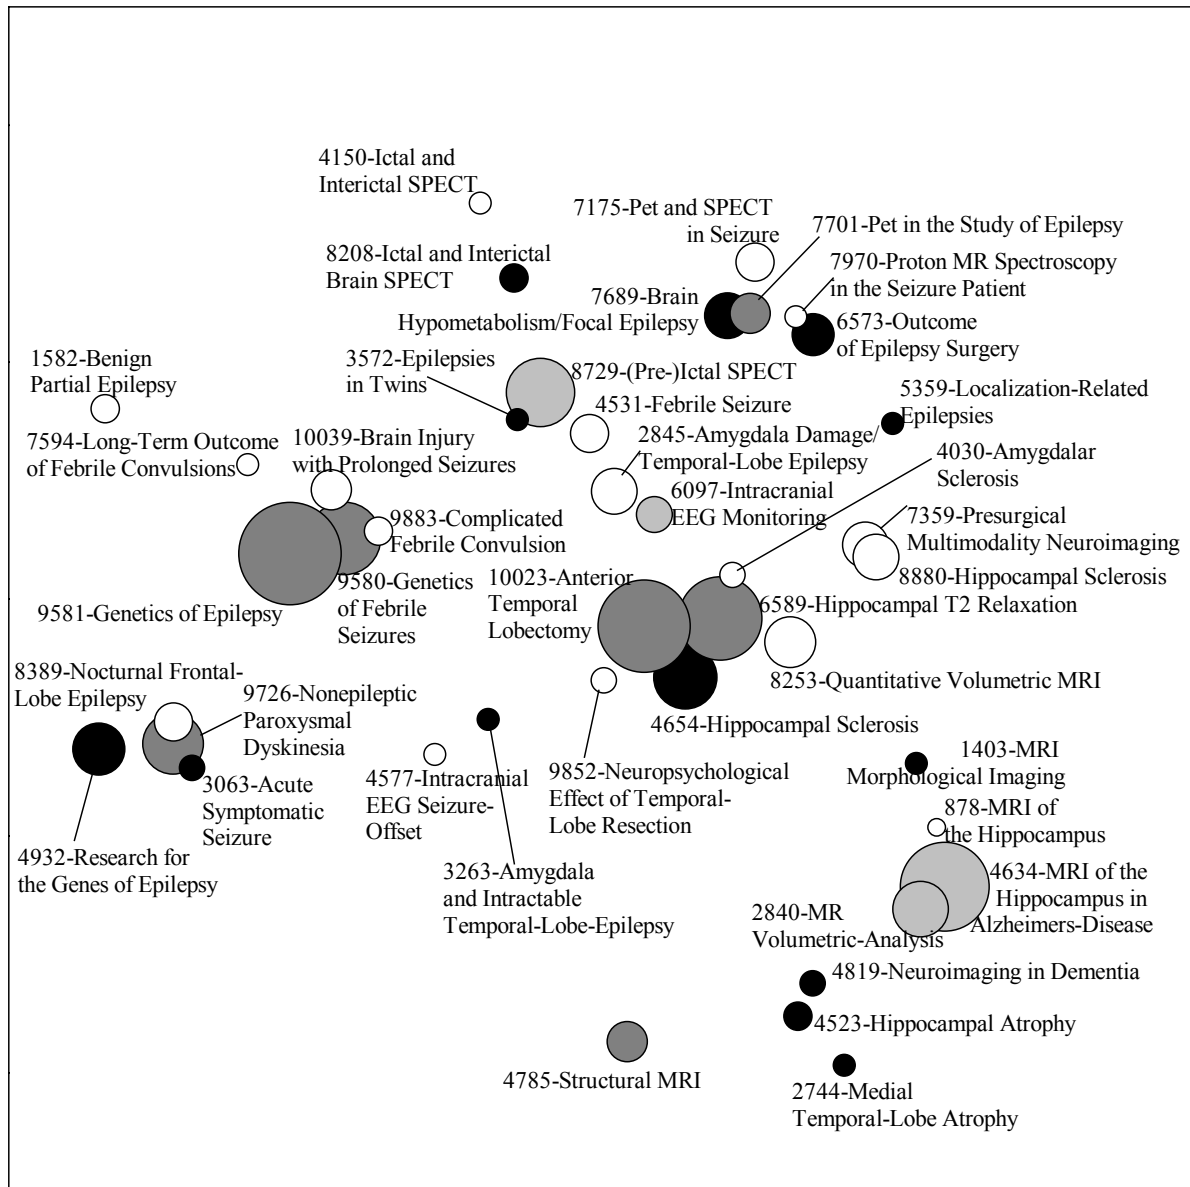 4150-Ictal and
Interictal SPECT
7175-Pet and SPECT
in Seizure
7701-Pet in the Study of Epilepsy
8208-Ictal and Interictal
Brain SPECT
7970-Proton MR Spectroscopy
in the Seizure Patient
7689-Brain
Hypometabolism/Focal Epilepsy
6573-Outcome
of Epilepsy Surgery
1582-Benign
Partial Epilepsy
3572-Epilepsies
in Twins
8729-(Pre-)Ictal SPECT
5359-Localization-Related
Epilepsies
4531-Febrile Seizure
7594-Long-Term Outcome
of Febrile Convulsions
10039-Brain Injury
with Prolonged Seizures
2845-Amygdala Damage/
Temporal-Lobe Epilepsy
4030-Amygdalar
Sclerosis
6097-Intracranial
EEG Monitoring
7359-Presurgical
Multimodality Neuroimaging
9883-Complicated
Febrile Convulsion
8880-Hippocampal Sclerosis
9580-Genetics
of Febrile
Seizures
10023-Anterior
Temporal
Lobectomy
6589-Hippocampal T2 Relaxation
9581-Genetics of Epilepsy
8253-Quantitative Volumetric MRI
8389-Nocturnal Frontal-
Lobe Epilepsy
9726-Nonepileptic
Paroxysmal
Dyskinesia
4654-Hippocampal Sclerosis
1403-MRI
Morphological Imaging
3063-Acute
Symptomatic
Seizure
4577-Intracranial
EEG Seizure-
Offset
9852-Neuropsychological
Effect of Temporal-
Lobe Resection
878-MRI of
the Hippocampus
4932-Research for
the Genes of Epilepsy
3263-Amygdala
and Intractable
Temporal-Lobe-Epilepsy
4634-MRI of the
Hippocampus in
Alzheimers-Disease
2840-MR
Volumetric-Analysis
4819-Neuroimaging in Dementia
4523-Hippocampal Atrophy
4785-Structural MRI
2744-Medial
Temporal-Lobe Atrophy